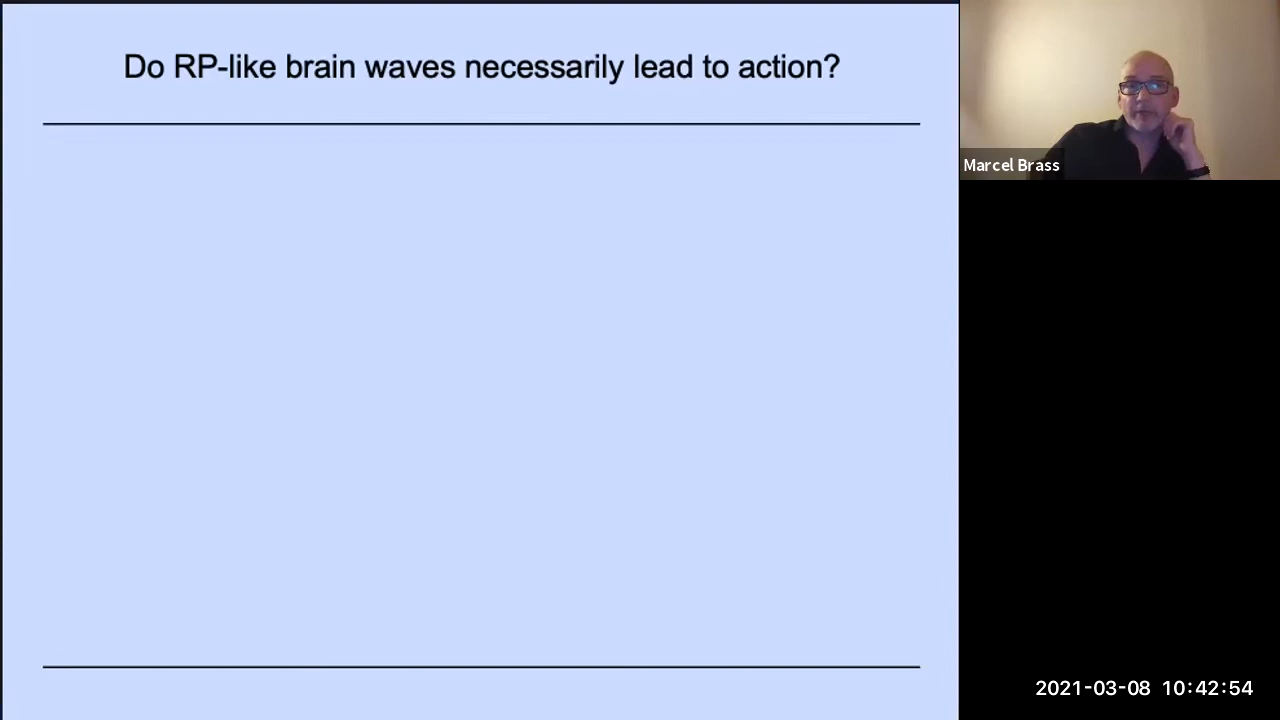 Do RP-like brain waves necessarily lead to action?
Marcel Brass
2021-03-08 10:42:54